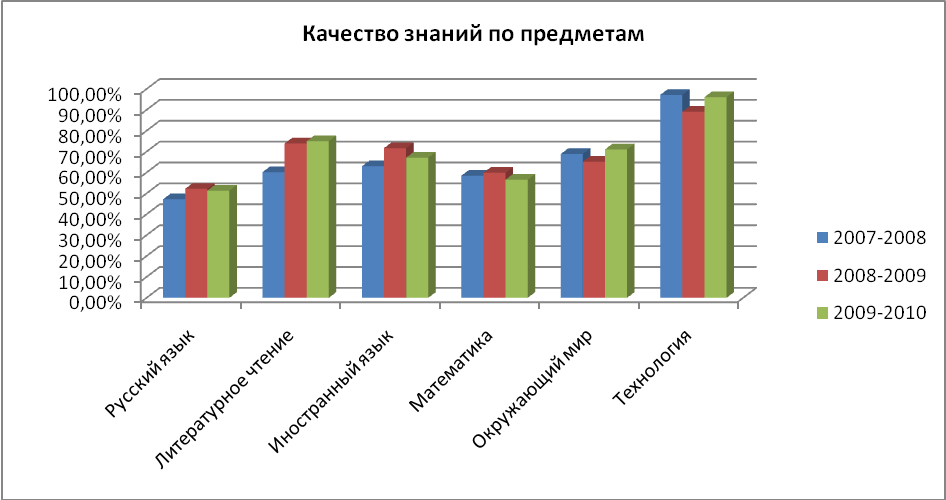 Качество знаний по предметам
100,00%
90,00%
80,00%
70,00%
60,00%
50,00%
40,00%
30,00%
20,00%
10,00%
0,00%
Русский язык
Литературное чтение
Иностранный язык
Математика
Окружающий мир
Технология
2007-2008
2008-2009
2009-2010